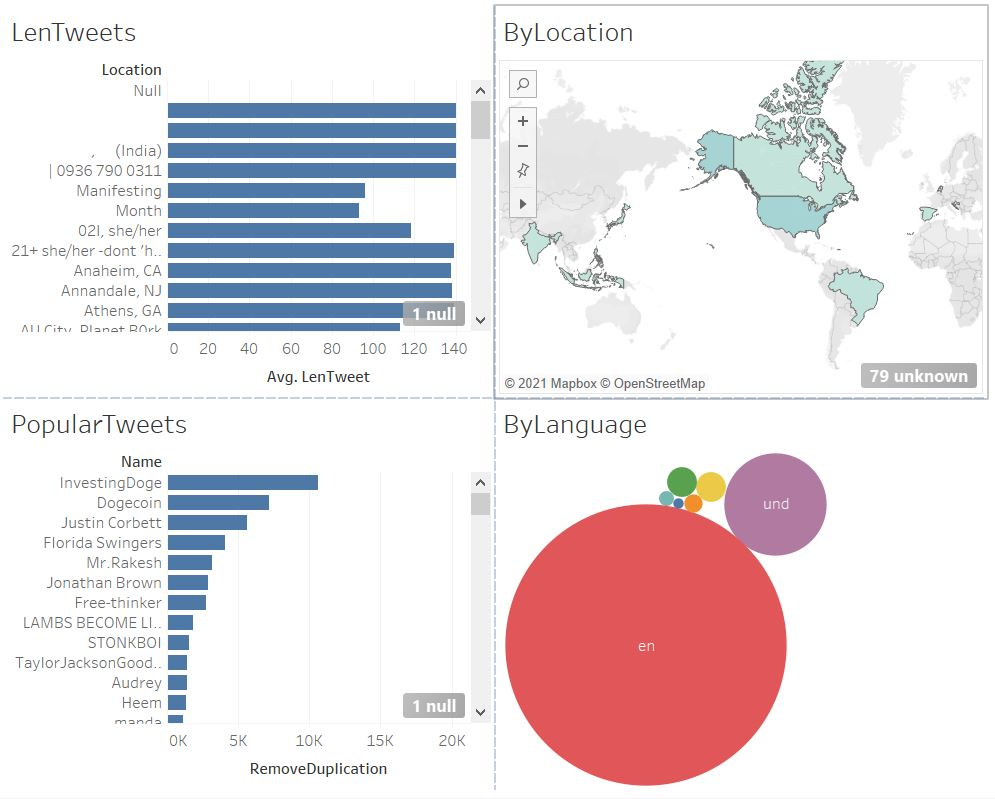 LenTweets
Location
Null
, (India)
| 0936 790 0311
Manifesting
Month
02I, she/her
21+ she/her -dont 'h..
Anaheim, CA
Annandale, NJ
Athens, GA
1 null
0 20 40 60 80 100 120 140
Avg. LenTweet
ByLocation
© 2021 Mapbox © OpenStreetMap
79 unknown
PopularTweets
Name
InvestingDoge
Dogecoin
Justin Corbett
Florida Swingers
Mr.Rakesh
Jonathan Brown
Free-thinker
LAMBS BECOME LI..
STONKBOI
TaylorJacksonGood..
Audrey
Heem
manda
1 null
0K 5K 10K 15K 20K
RemoveDuplication
ByLanguage
und
en